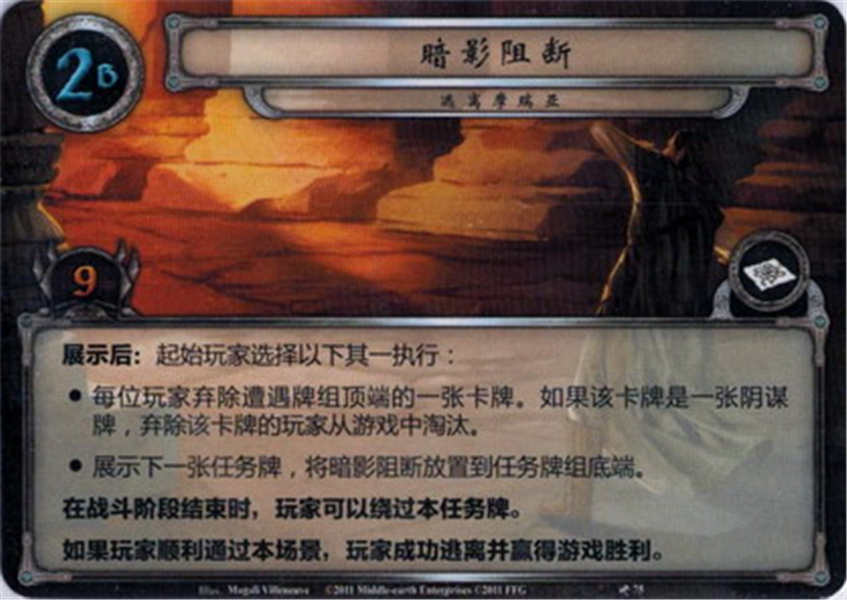 2B
暗影阻断
逃离摩瑞亚
9
展示后：起始玩家选择以下其一执行：
• 每位玩家弃除遭遇牌组顶端的一张卡牌。如果该卡牌是一张阴谋
牌，弃除该卡牌的玩家从游戏中淘汰。
• 展示下一张任务牌，将暗影阻断放置到任务牌组底端。
在战斗阶段结束时，玩家可以绕过本任务牌。
如果玩家顺利通过本场景，玩家成功逃离并赢得游戏胜利。
Illus. Magali Villeneuve ©2011 Middle-earth Enterprises ©2011 FFG 75